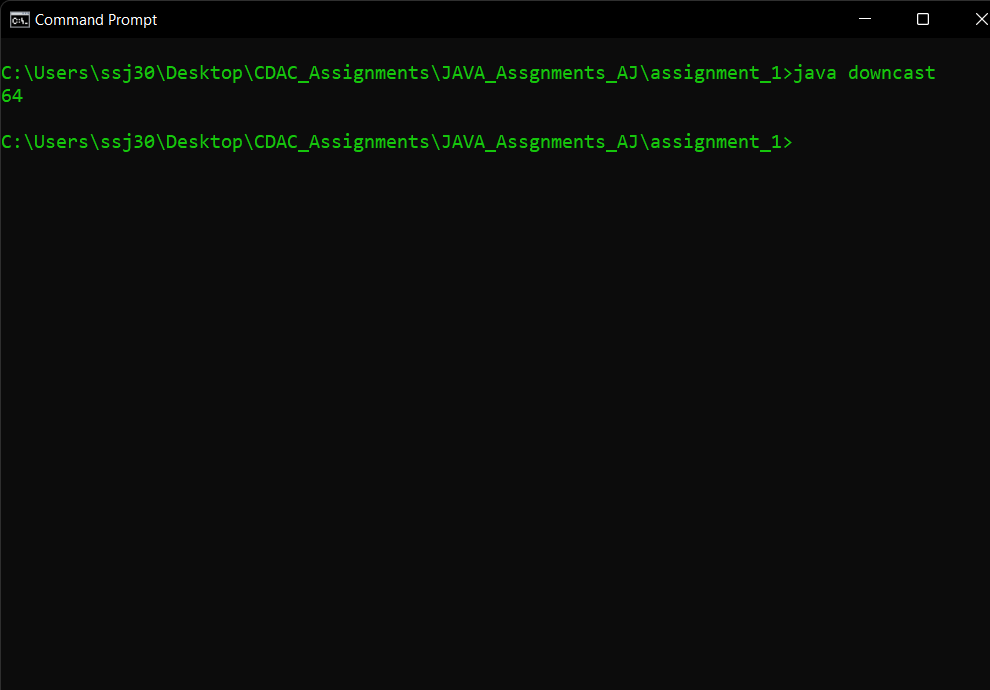 Command Prompt
C:\Users\ssj30\Desktop\CDAC_Assignments\JAVA_Assgnments_AJ\assignment_1>java downcast
64
C:\Users\ssj30\Desktop\CDAC_Assignments\JAVA_Assgnments_AJ\assignment_1>